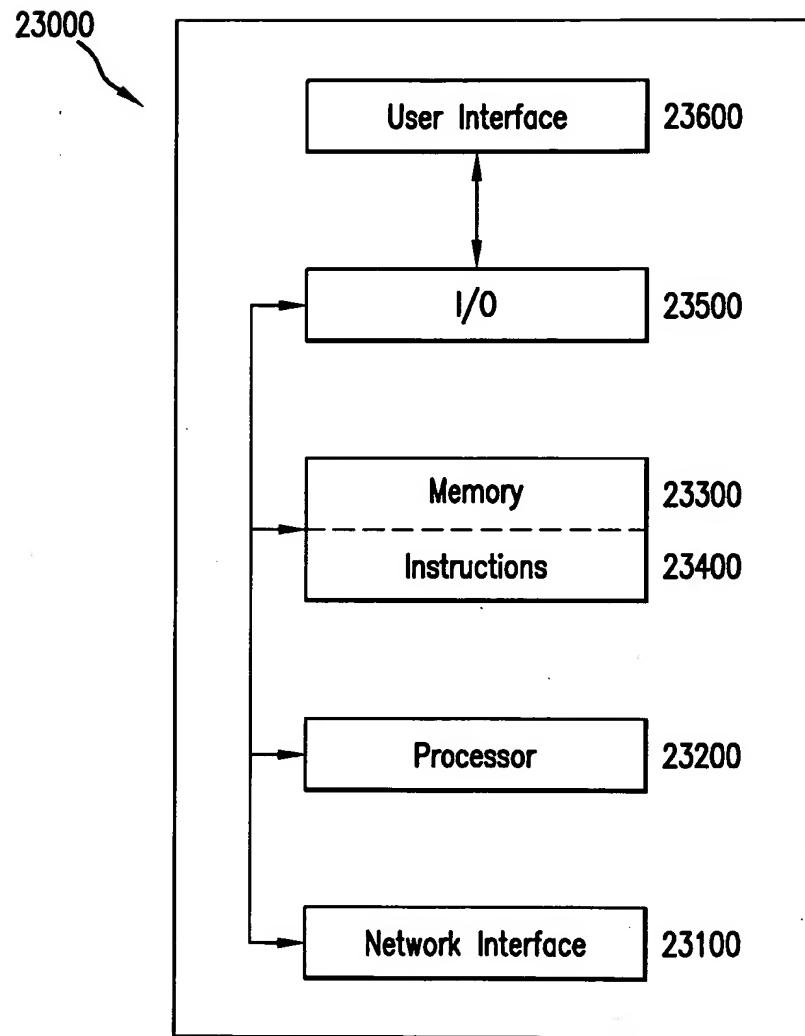 23000
User Interface 23600
I/O 23500
Memory 23300
Instructions 23400
Processor 23200
Network Interface 23100